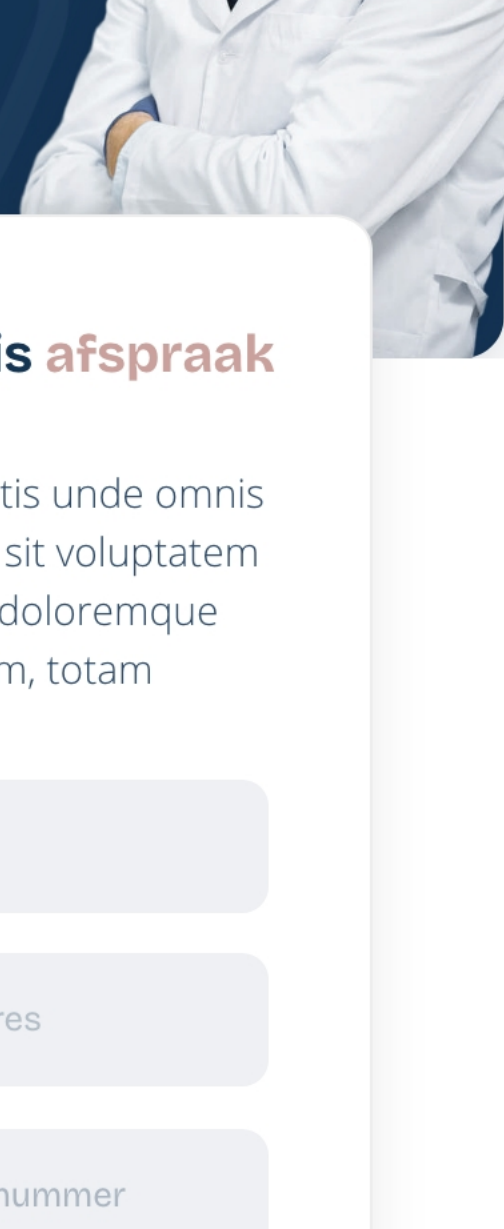 is afspraak
tis unde omnis
sit voluptatem
doloremque
m, totam
res
nummer